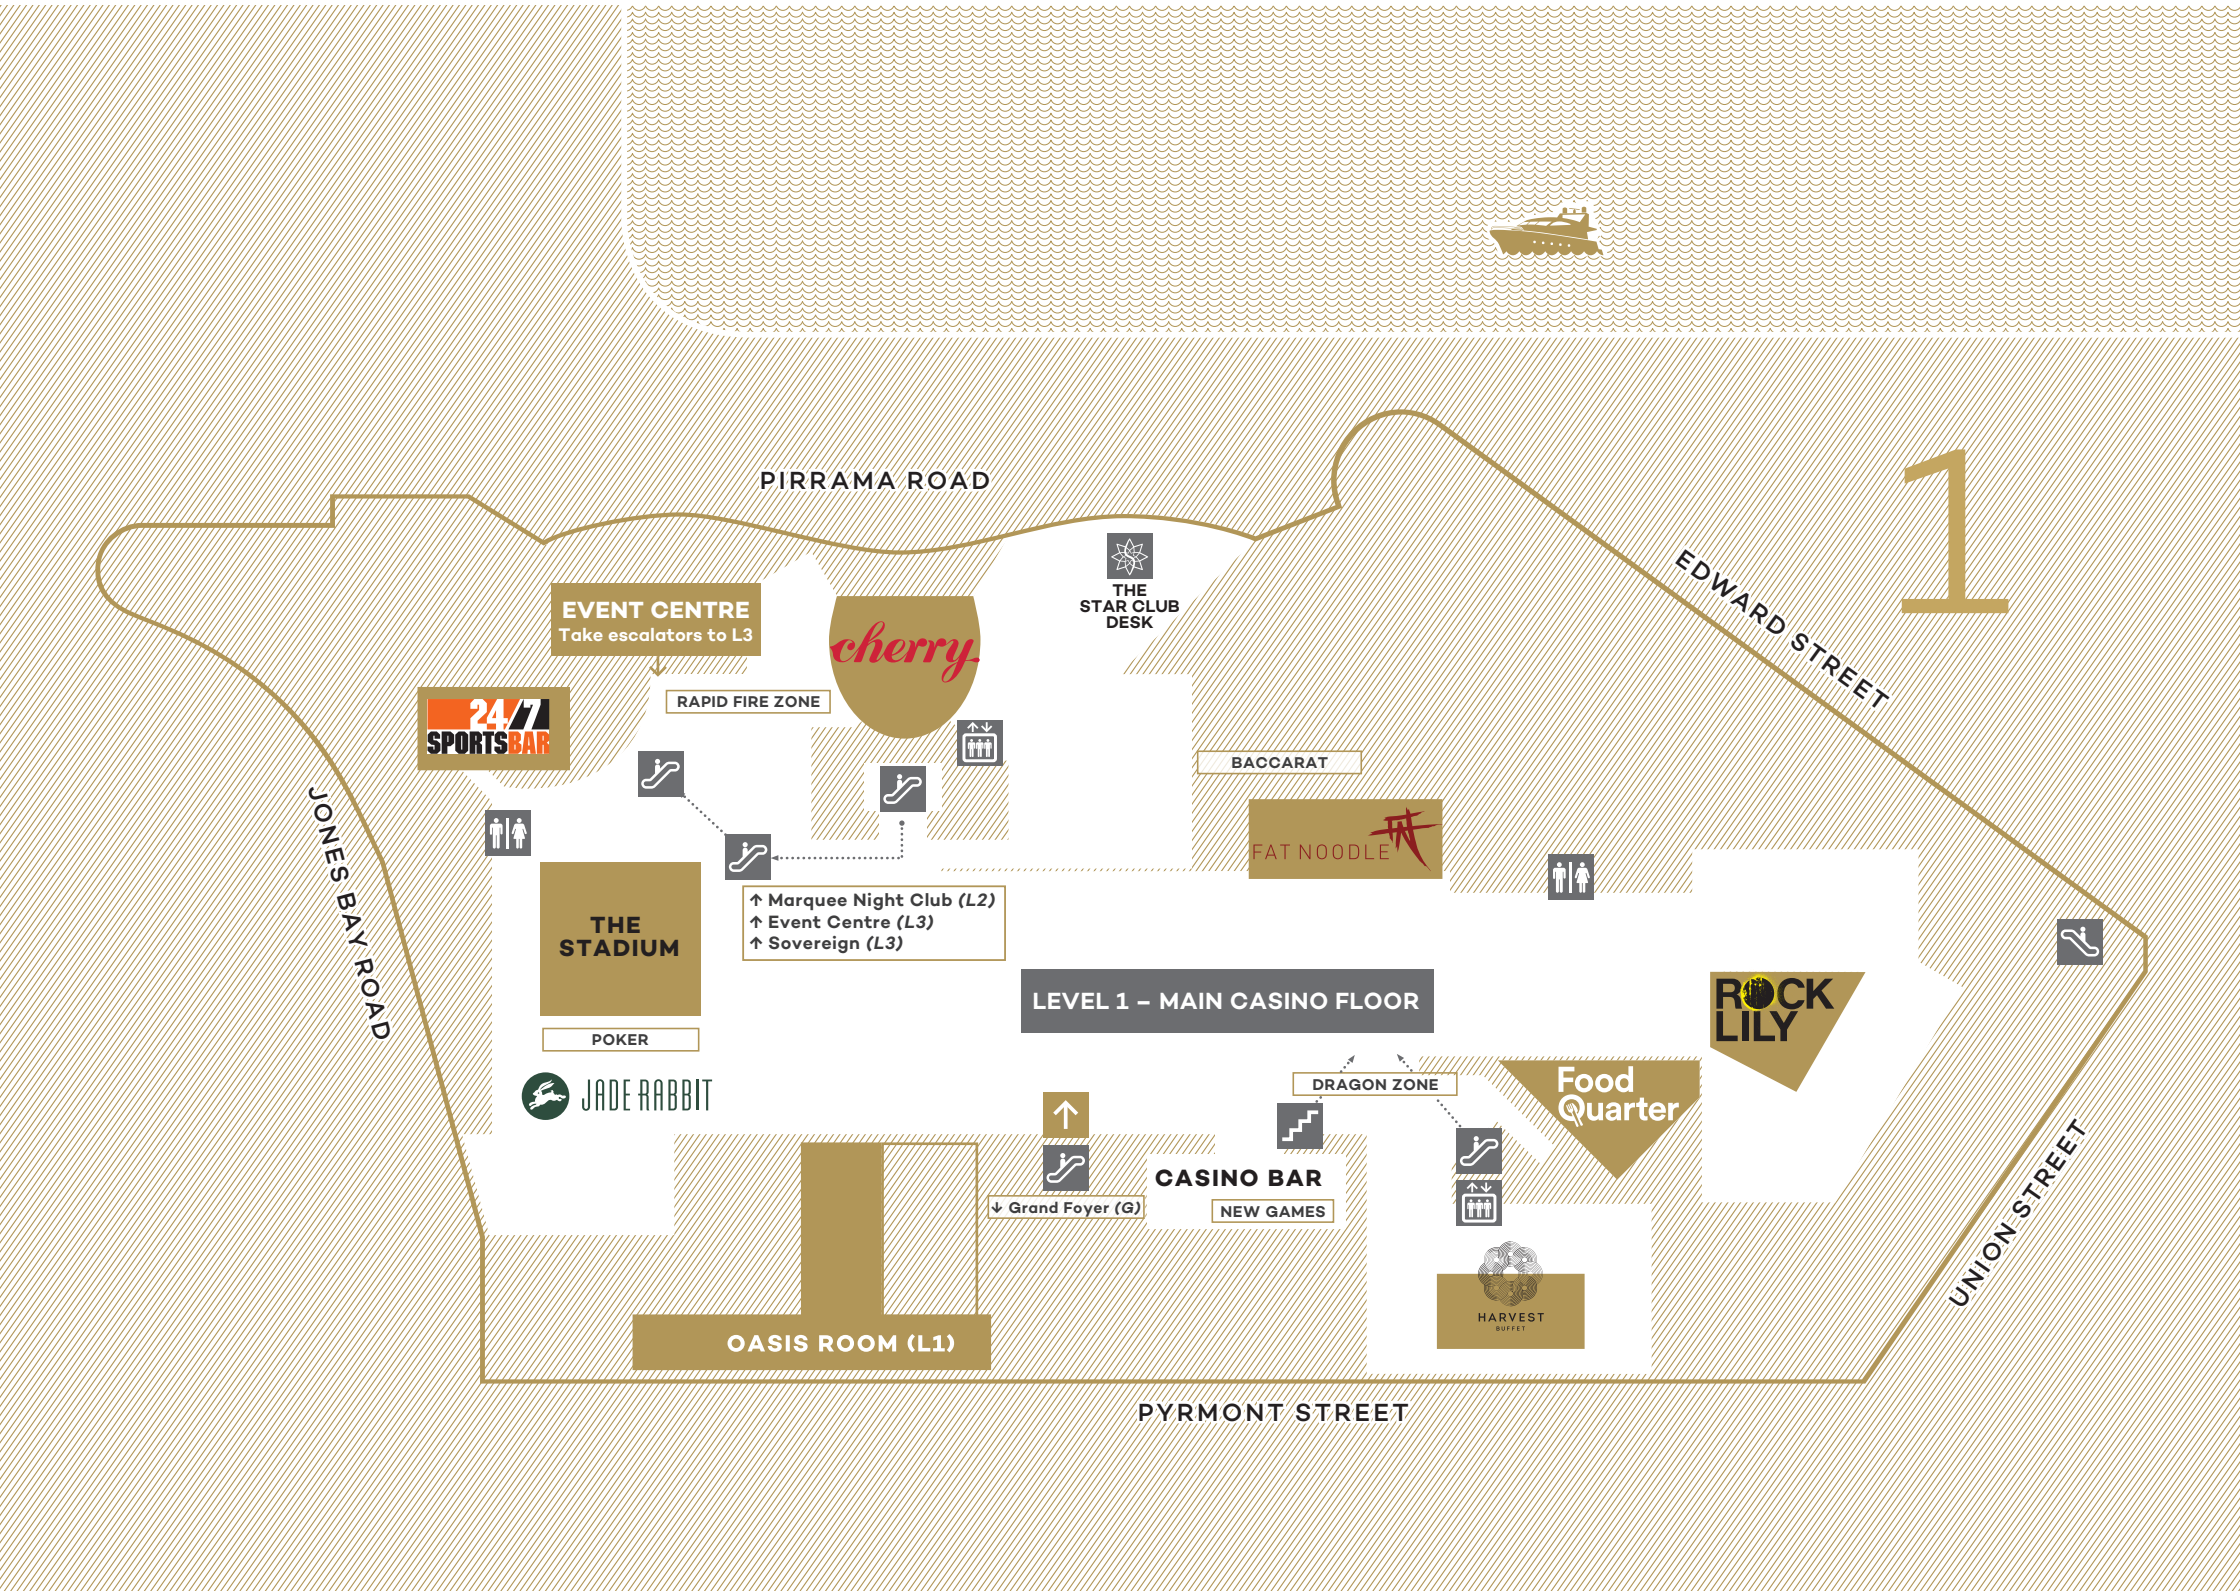 1
PIRRAMA ROAD
EDWARD STREET
THE
STAR CLUB
DESK
EVENT CENTRE
Take escalators to L3
cherry
RAPID FIRE ZONE
24/7
SPORTSBAR
BACCARAT
FAT NOODLE
FAT
JONES BAY ROAD
THE
STADIUM
↑ Marquee Night Club (L2)
↑ Event Centre (L3)
↑ Sovereign (L3)
LEVEL 1 – MAIN CASINO FLOOR
ROCK
LILY
POKER
JADE RABBIT
DRAGON ZONE
Food
Quarter
CASINO BAR
NEW GAMES
↓ Grand Foyer (G)
UNION STREET
HARVEST
BUFFET
OASIS ROOM (L1)
PYRMONT STREET